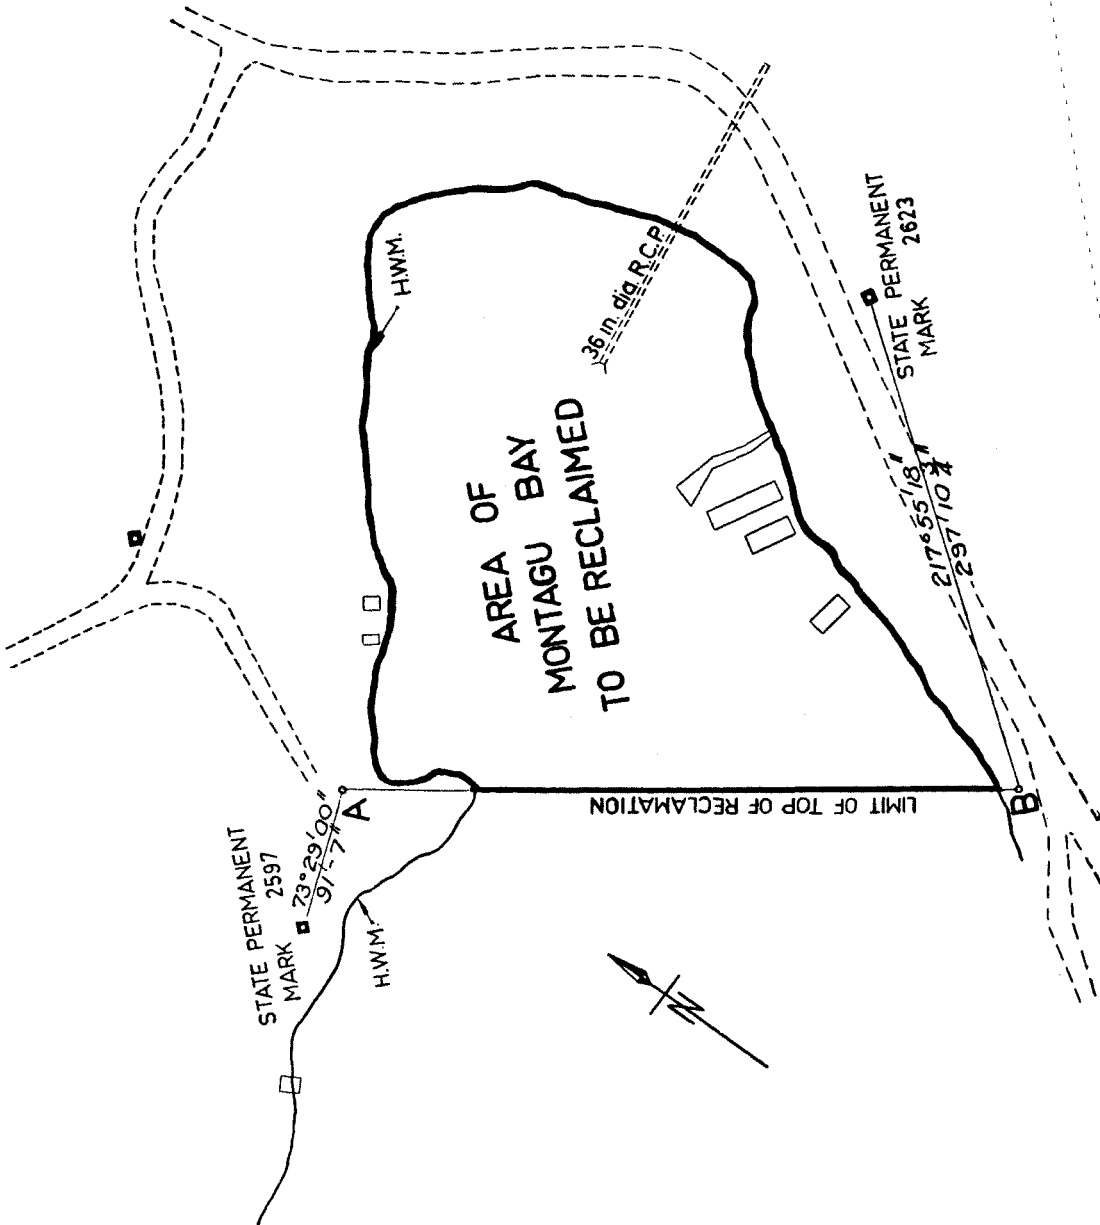 H.W.M.
36 in. dia R.C.P.
STATE PERMANENT
MARK 2623
AREA OF
MONTAGU BAY
TO BE RECLAIMED
217°55'18"
297'10¾"
LIMIT OF TOP OF RECLAMATION
A
B
STATE PERMANENT
MARK 2597
73°29'00"
91'-7"
H.W.M.
N